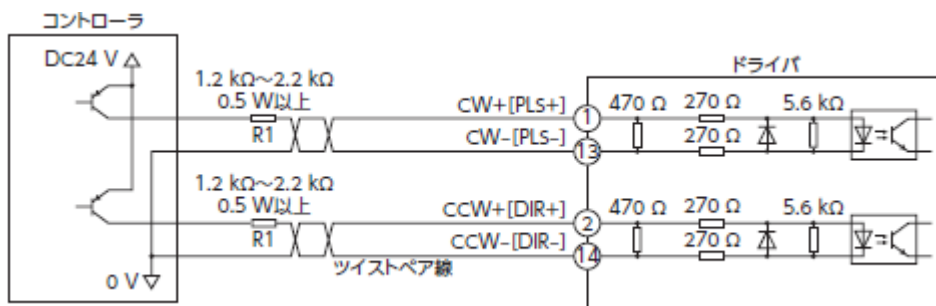 コントローラ
DC24 V
1.2 kΩ～2.2 kΩ
0.5 W以上
R1
CW+[PLS+]
CW-[PLS-]
ドライバ
1
13
470 Ω
270 Ω
270 Ω
5.6 kΩ
1.2 kΩ～2.2 kΩ
0.5 W以上
R1
CCW+[DIR+]
CCW-[DIR-]
ツイストペア線
2
14
470 Ω
270 Ω
270 Ω
5.6 kΩ
0 V